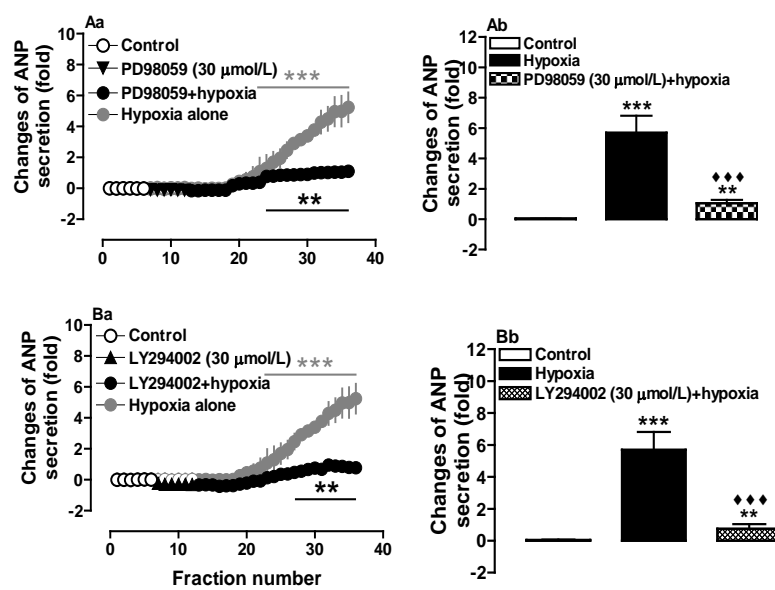 Aa
Changes of ANP
secretion (fold)
10
8
6
4
2
0
-2
Control
PD98059 (30 μmol/L)
PD98059+hypoxia
Hypoxia alone
***
**
0
10
20
30
40
Ab
Changes of ANP
secretion (fold)
12
10
8
6
4
2
0
-2
Control
Hypoxia
PD98059 (30 μmol/L)+hypoxia
***
♦♦♦
**
Ba
Changes of ANP
secretion (fold)
10
8
6
4
2
0
-2
Control
LY294002 (30 μmol/L)
LY294002+hypoxia
Hypoxia alone
***
**
0
10
20
30
40
Fraction number
Bb
Changes of ANP
secretion (fold)
12
10
8
6
4
2
0
-2
Control
Hypoxia
LY294002 (30 μmol/L)+hypoxia
***
♦♦♦
**